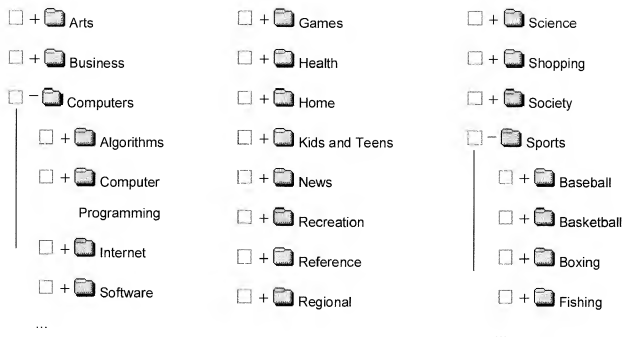 + Arts
+ Business
- Computers
+ Algorithms
+ Computer
Programming
+ Internet
+ Software
...
+ Games
+ Health
+ Home
+ Kids and Teens
+ News
+ Recreation
+ Reference
+ Regional
+ Science
+ Shopping
+ Society
- Sports
+ Baseball
+ Basketball
+ Boxing
+ Fishing
...